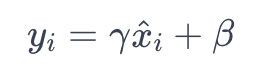 yᵢ = γx̂ᵢ + β